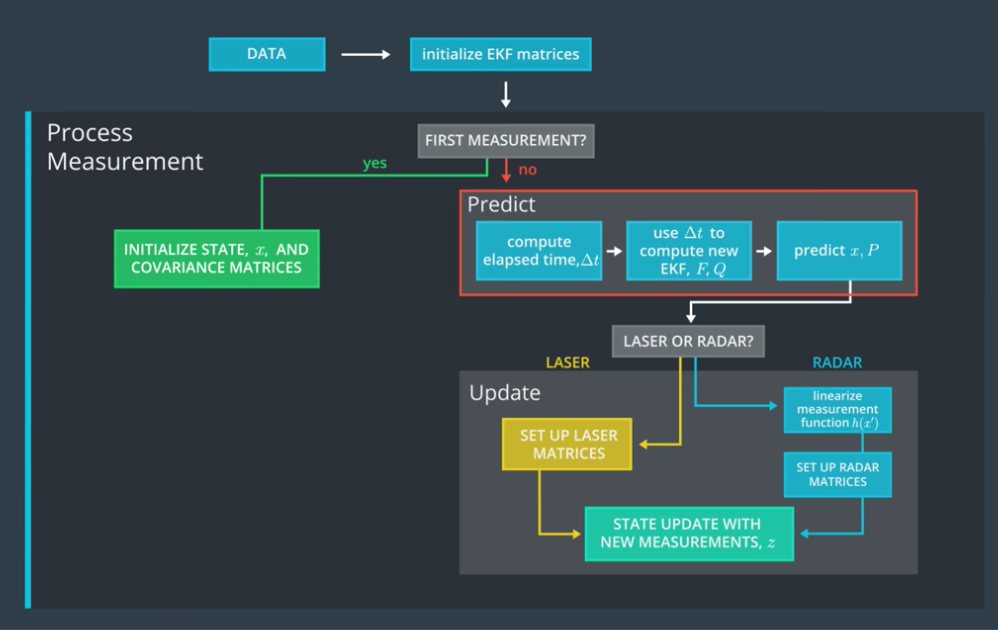 DATA
initialize EKF matrices
Process
Measurement
FIRST MEASUREMENT?
yes
no
Predict
compute
elapsed time, Δt
use Δt to
compute new
EKF, F, Q
predict x, P
INITIALIZE STATE, x, AND
COVARIANCE MATRICES
LASER OR RADAR?
LASER
RADAR
Update
linearize
measurement
function h(x′)
SET UP LASER
MATRICES
SET UP RADAR
MATRICES
STATE UPDATE WITH
NEW MEASUREMENTS, z